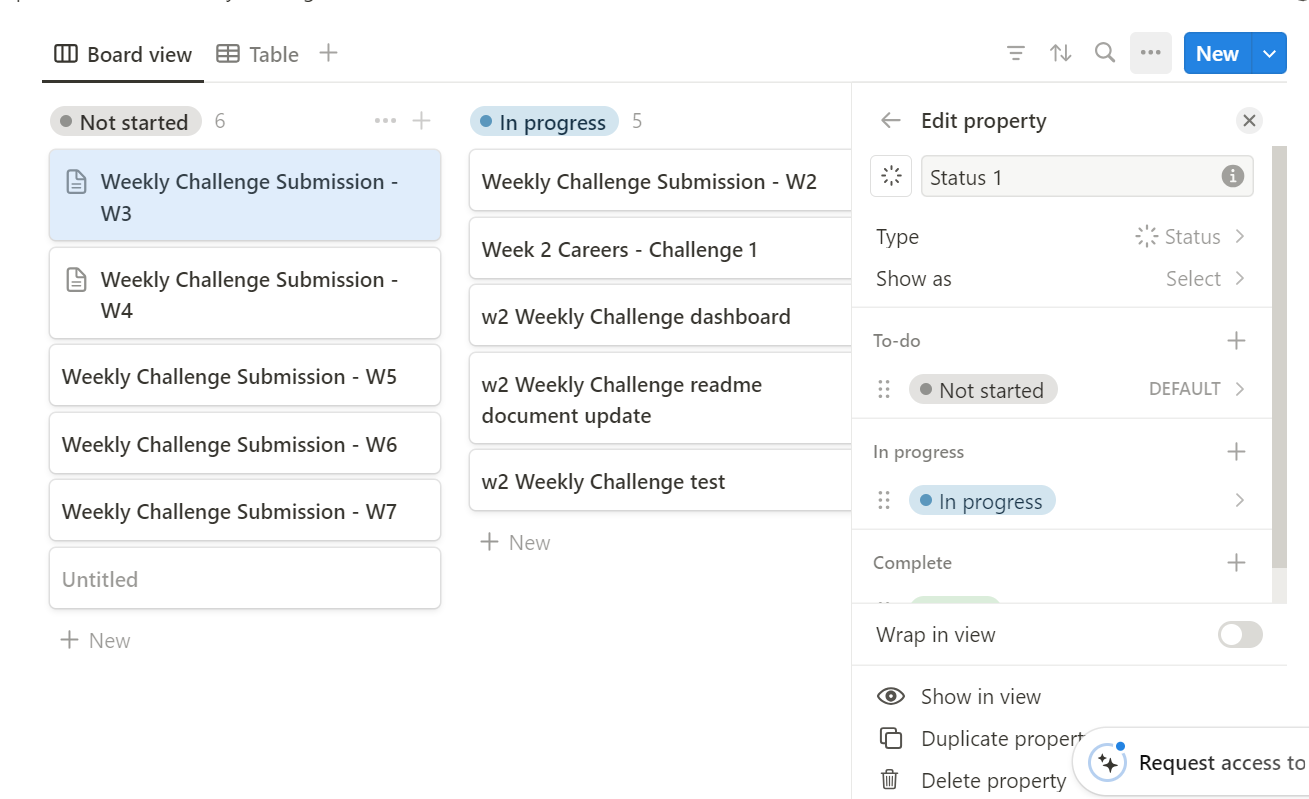 Board view
Table
New
Not started 6
Weekly Challenge Submission -
W3
Weekly Challenge Submission -
W4
Weekly Challenge Submission - W5
Weekly Challenge Submission - W6
Weekly Challenge Submission - W7
Untitled
New
In progress 5
Weekly Challenge Submission - W2
Week 2 Careers - Challenge 1
w2 Weekly Challenge dashboard
w2 Weekly Challenge readme
document update
w2 Weekly Challenge test
New
Edit property
Status 1
Type Status
Show as Select
To-do
Not started DEFAULT
In progress
In progress
Complete
Wrap in view
Show in view
Duplicate propert
Delete property
Request access to